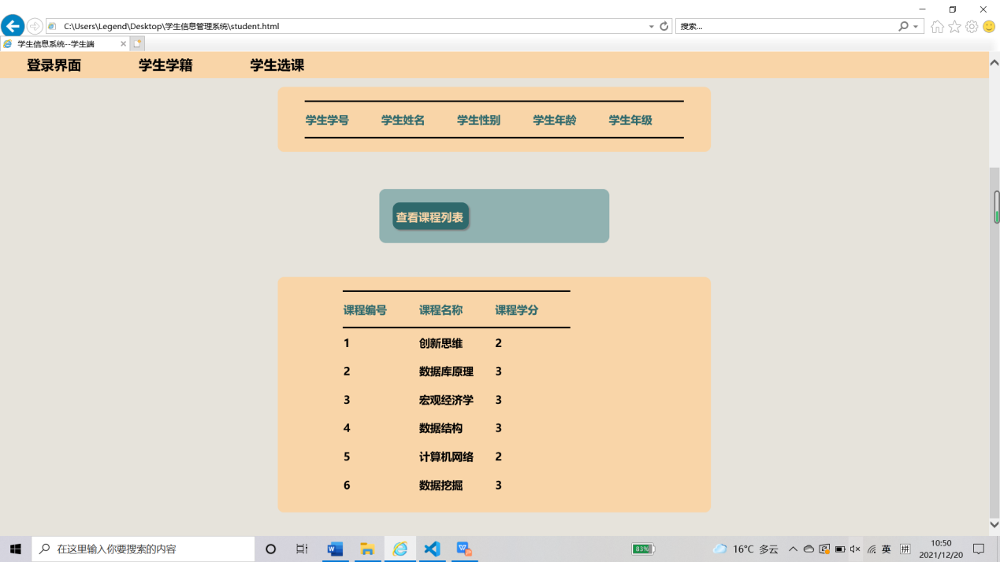 C:\Users\Legend\Desktop\学生信息管理系统\student.html
搜索...
学生信息系统--学生端
登录界面 学生学籍 学生选课
学生学号 学生姓名 学生性别 学生年龄 学生年级
查看课程列表
课程编号 课程名称 课程学分
1 创新思维 2
2 数据库原理 3
3 宏观经济学 3
4 数据结构 3
5 计算机网络 2
6 数据挖掘 3
在这里输入你要搜索的内容
83%
16°C 多云
英
拼
10:50
2021/12/20